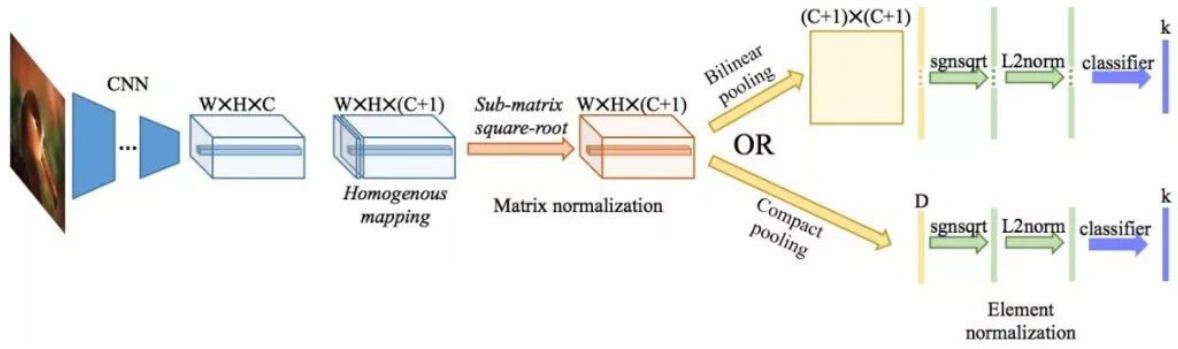 CNN
...
W×H×C
W×H×(C+1)
Homogenous
mapping
Sub-matrix
square-root
Matrix normalization
W×H×(C+1)
Bilinear
pooling
OR
Compact
pooling
(C+1)×(C+1)
sgnsqrt
L2norm
classifier
k
D
sgnsqrt
L2norm
classifier
k
Element
normalization